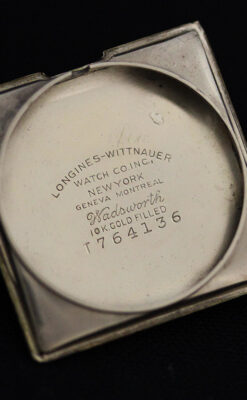 LONGINES-WITTNAUER
WATCH CO. INC.,
NEW YORK
GENEVA MONTREAL
Wadsworth
10K GOLD FILLED
T764136